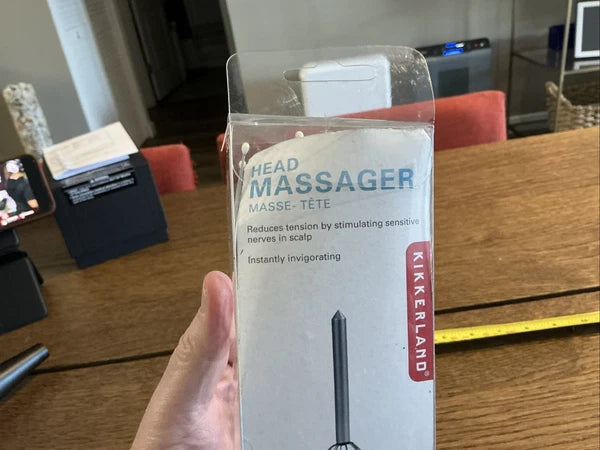 HEAD
MASSAGER
MASSE- TÊTE
Reduces tension by stimulating sensitive
nerves in scalp
Instantly invigorating
KIKKERLAND®